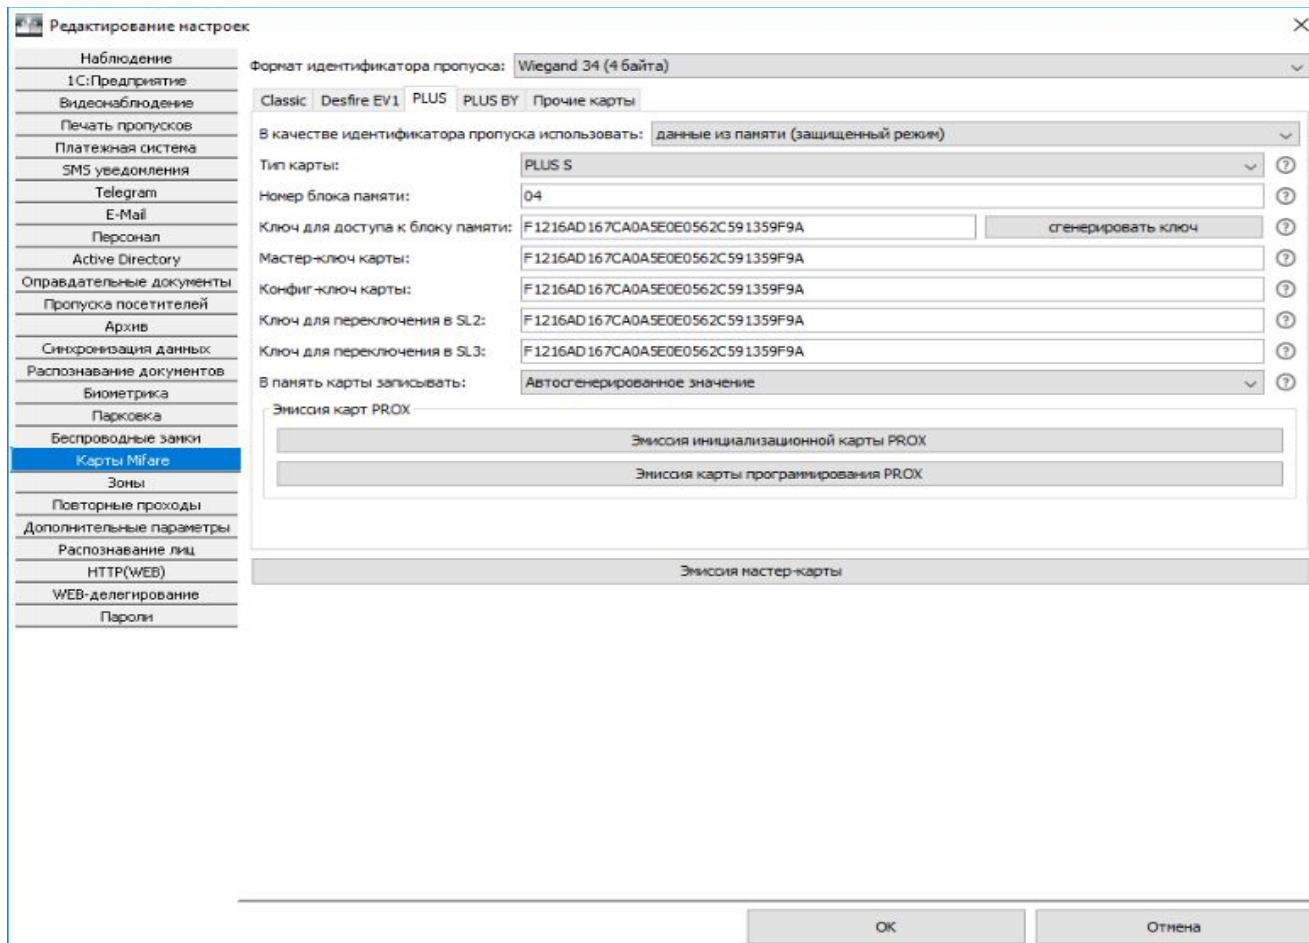 Редактирование настроек
Наблюдение
1С:Предприятие
Видеонаблюдение
Печать пропусков
Платежная система
SMS уведомления
Telegram
E-Mail
Персонал
Active Directory
Оправдательные документы
Пропуска посетителей
Архив
Синхронизация данных
Распознавание документов
Биометрика
Парковка
Беспроводные замки
Карты Mifare
Зоны
Повторные проходы
Дополнительные параметры
Распознавание лиц
HTTP(WEB)
WEB-делегирование
Пароли
Формат идентификатора пропуска: Wiegand 34 (4 байта)
Classic Desfire EV1 PLUS PLUS BY Прочие карты
В качестве идентификатора пропуска использовать: данные из памяти (защищенный режим)
Тип карты: PLUS S ?
Номер блока памяти: 04 ?
Ключ для доступа к блоку памяти: F1216AD167CA0A5E0E0562C591359F9A сгенерировать ключ ?
Мастер-ключ карты: F1216AD167CA0A5E0E0562C591359F9A ?
Конфиг-ключ карты: F1216AD167CA0A5E0E0562C591359F9A ?
Ключ для переключения в SL2: F1216AD167CA0A5E0E0562C591359F9A ?
Ключ для переключения в SL3: F1216AD167CA0A5E0E0562C591359F9A ?
В память карты записывать: Автосгенерированное значение ?
Эмиссия карт PROX
Эмиссия инициализационной карты PROX
Эмиссия карты программирования PROX
Эмиссия мастер-карты
OK Отмена